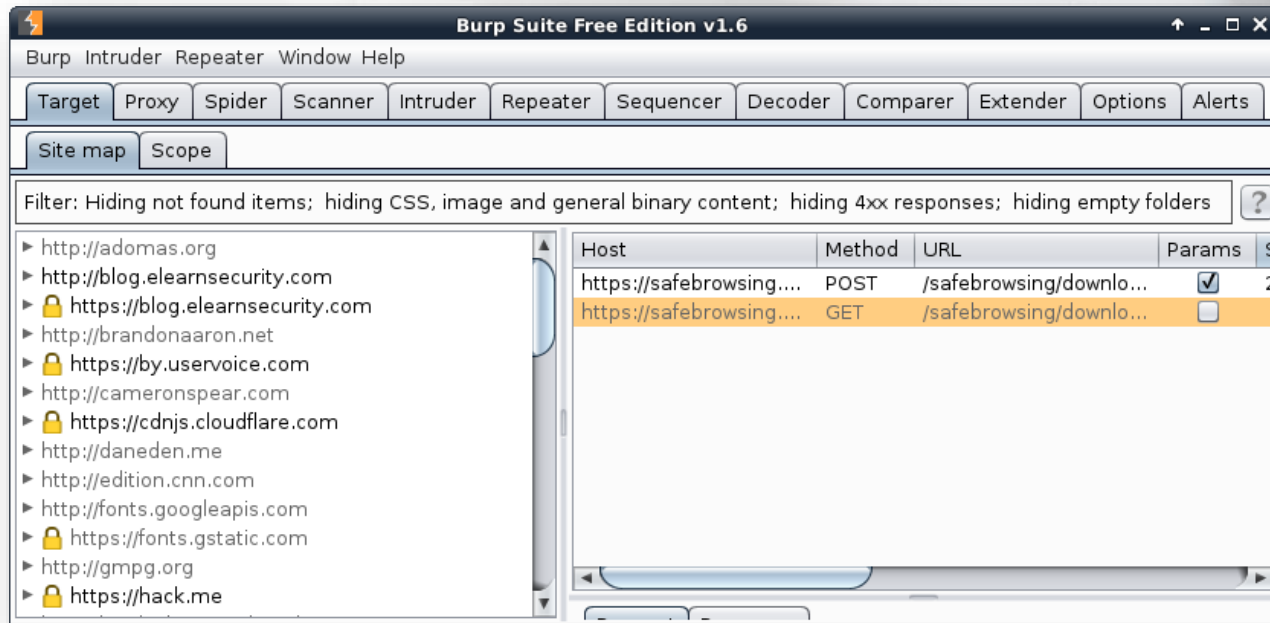 Burp Suite Free Edition v1.6
Burp Intruder Repeater Window Help
Target Proxy Spider Scanner Intruder Repeater Sequencer Decoder Comparer Extender Options Alerts
Site map Scope
Filter: Hiding not found items; hiding CSS, image and general binary content; hiding 4xx responses; hiding empty folders ?
http://adomas.org
http://blog.elearnsecurity.com
https://blog.elearnsecurity.com
http://brandonaaron.net
https://by.uservoice.com
http://cameronspear.com
https://cdnjs.cloudflare.com
http://daneden.me
http://edition.cnn.com
http://fonts.googleapis.com
https://fonts.gstatic.com
http://gmpg.org
https://hack.me
Host Method URL Params
https://safebrowsing.... POST /safebrowsing/downlo...
https://safebrowsing.... GET /safebrowsing/downlo...